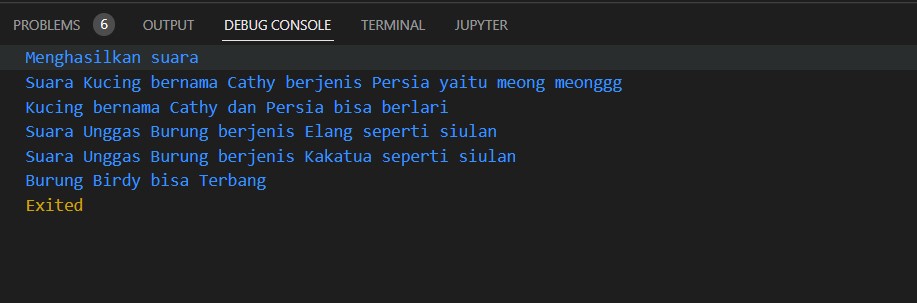 PROBLEMS 6 OUTPUT DEBUG CONSOLE TERMINAL JUPYTER
Menghasilkan suara
Suara Kucing bernama Cathy berjenis Persia yaitu meong meonggg
Kucing bernama Cathy dan Persia bisa berlari
Suara Unggas Burung berjenis Elang seperti siulan
Suara Unggas Burung berjenis Kakatua seperti siulan
Burung Birdy bisa Terbang
Exited